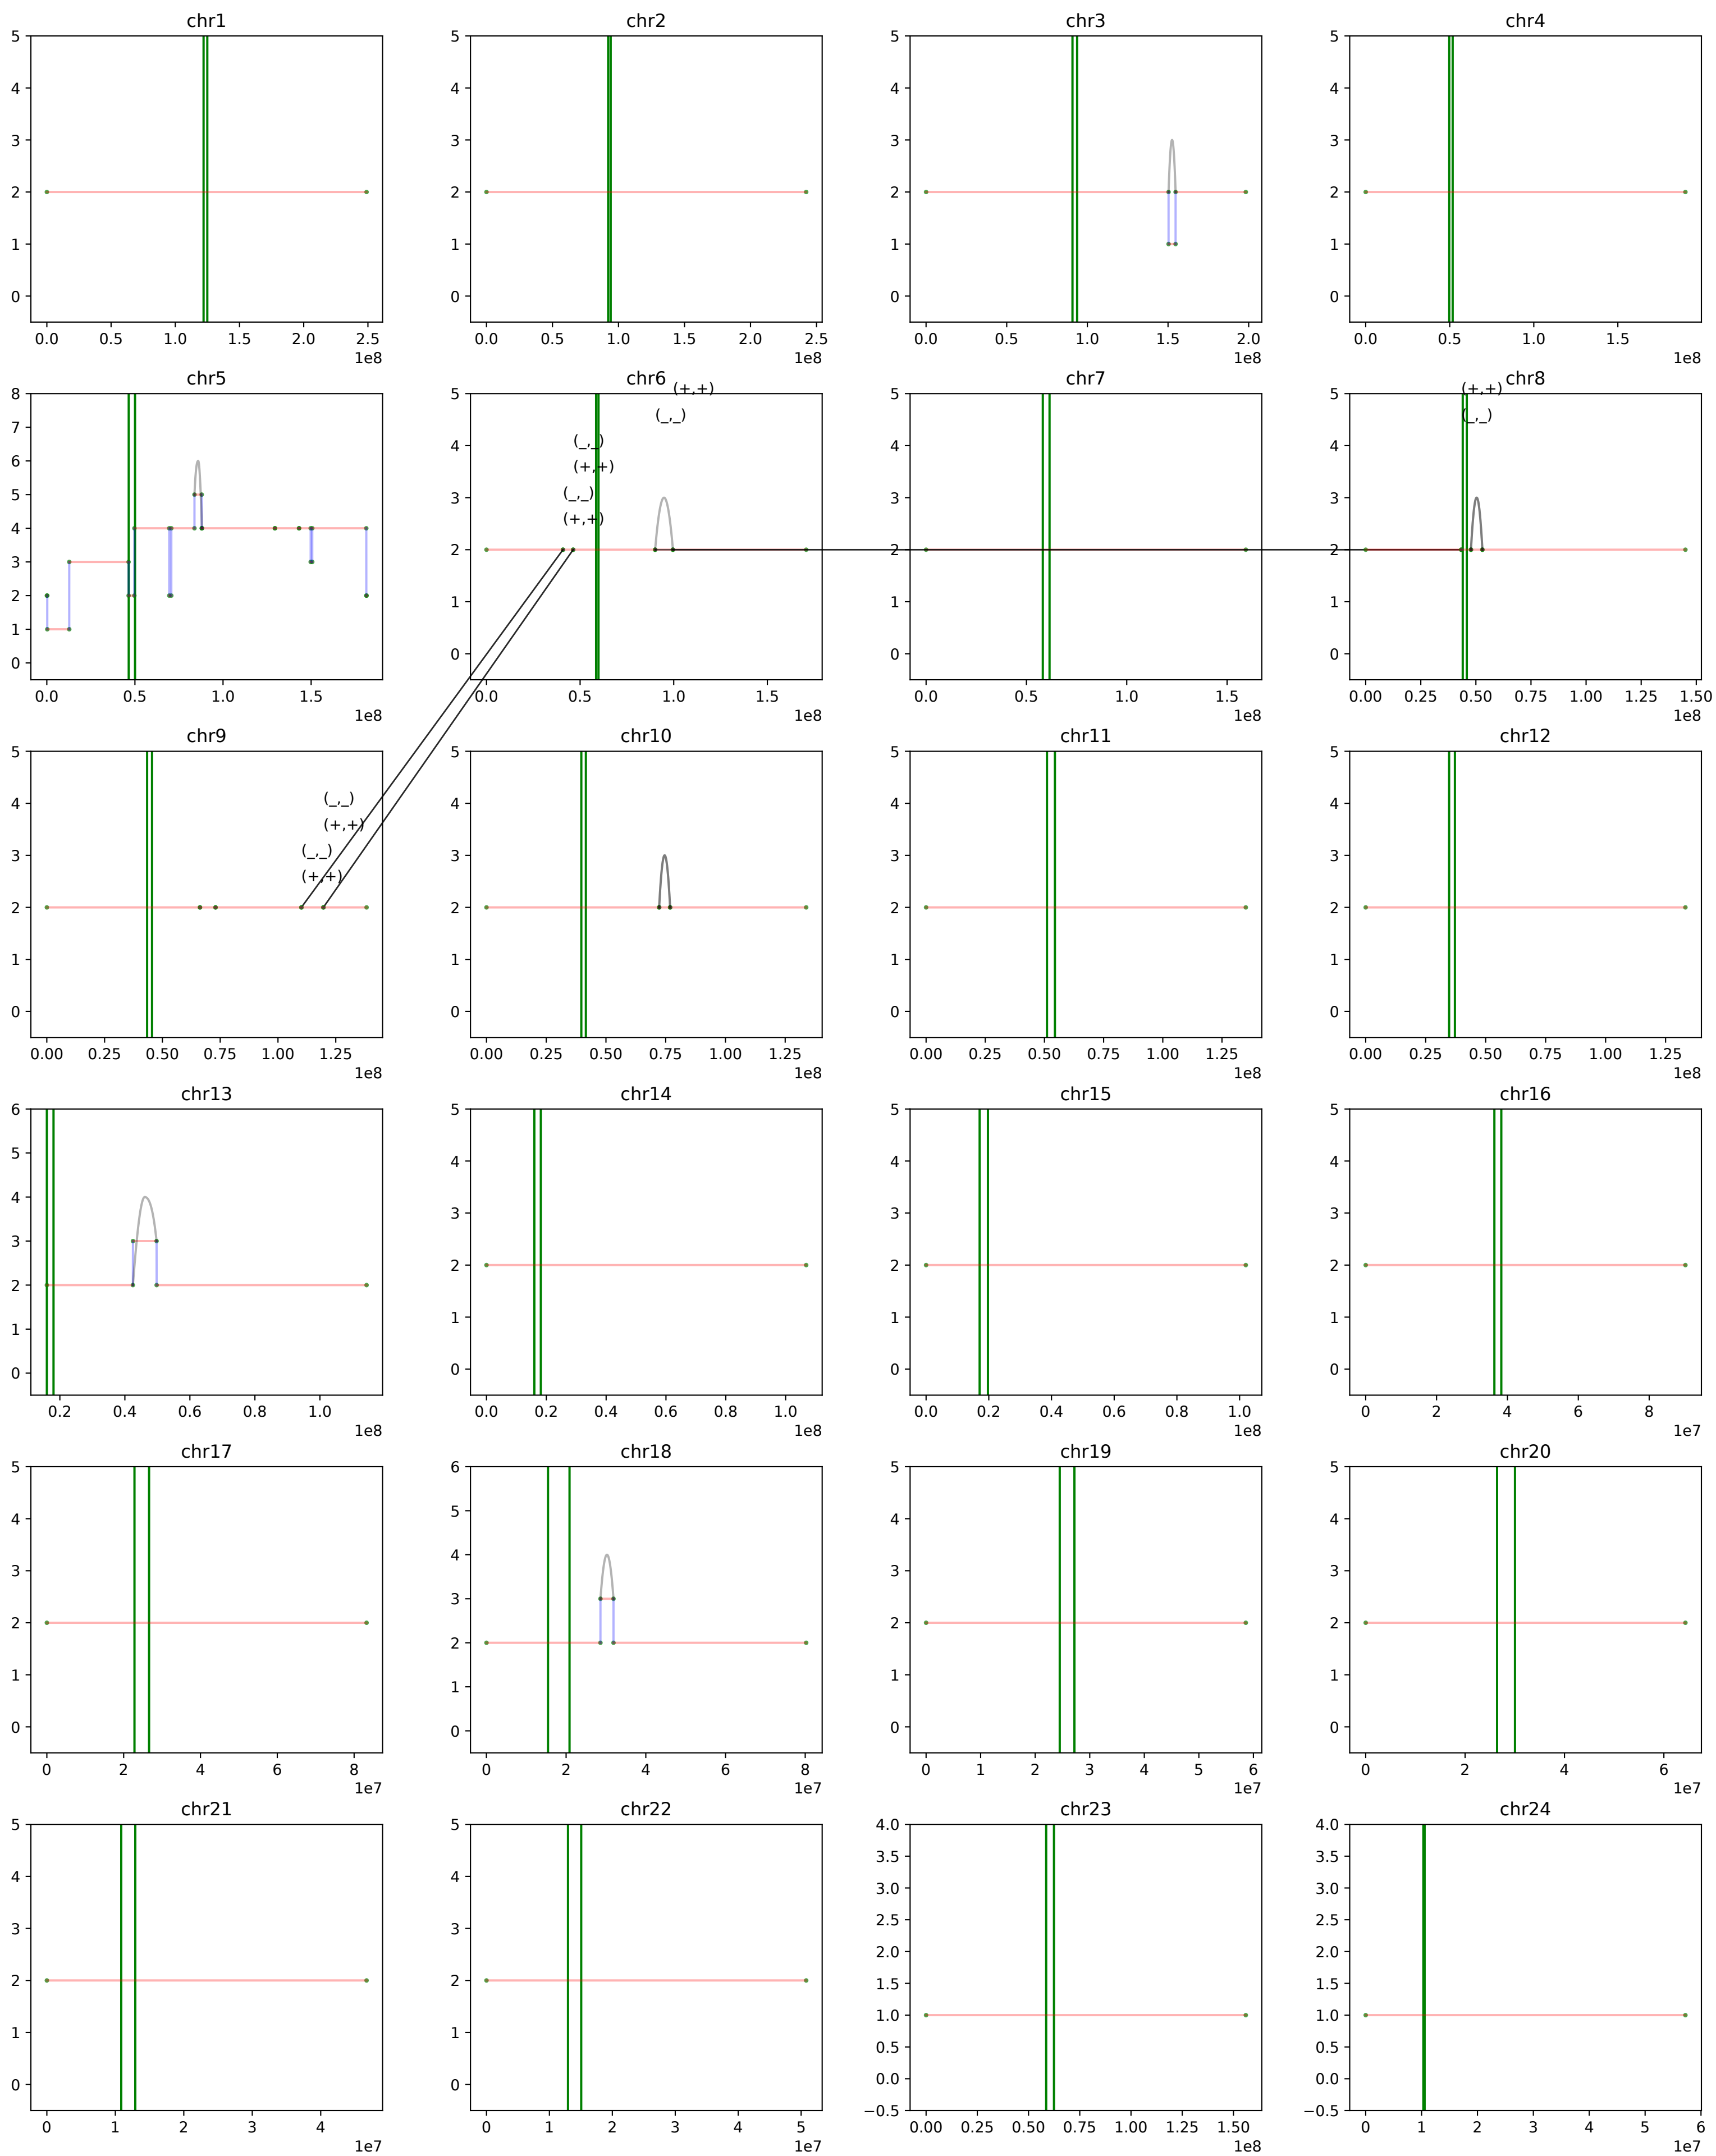 chr1 chr2 chr3 chr4
5 5 5 5
4 4 4 4
3 3 3 3
2 2 2 2
1 1 1 1
0 0 0 0
0.0 0.5 1.0 1.5 2.0 2.5 0.0 0.5 1.0 1.5 2.0 2.5 0.0 0.5 1.0 1.5 2.0 0.0 0.5 1.0 1.5
1e8 1e8 1e8 1e8
chr5 chr6 chr7 chr8
(+,+) (+,+)
8 5 5 5
(_,_) (_,_)
7
(_,_)
6 4 4 4
(+,+)
5 3 3 3
(_,_)
(+,+)
4 2 2 2
3
2 1 1 1
1
0 0 0 0
0.0 0.5 1.0 1.5 0.0 0.5 1.0 1.5 0.0 0.5 1.0 1.5 0.00 0.25 0.50 0.75 1.00 1.25 1.50
1e8 1e8 1e8 1e8
chr9 chr10 chr11 chr12
5 5 5 5
4 4 4 4
(_,_)
(+,+)
3 3 3 3
(_,_)
(+,+)
2 2 2 2
1 1 1 1
0 0 0 0
0.00 0.25 0.50 0.75 1.00 1.25 0.00 0.25 0.50 0.75 1.00 1.25 0.00 0.25 0.50 0.75 1.00 1.25 0.00 0.25 0.50 0.75 1.00 1.25
1e8 1e8 1e8 1e8
chr13 chr14 chr15 chr16
6 5 5 5
5 4 4 4
4 3 3 3
3 2 2 2
2 1 1 1
1 0 0 0
0
0.2 0.4 0.6 0.8 1.0 0.0 0.2 0.4 0.6 0.8 1.0 0.0 0.2 0.4 0.6 0.8 1.0 0 2 4 6 8
1e8 1e8 1e8 1e7
chr17 chr18 chr19 chr20
5 6 5 5
4 5 4 4
3 4 3 3
2 3 2 2
1 2 1 1
0 1 0 0
0
0 2 4 6 8 0 2 4 6 8 0 1 2 3 4 5 6 0 2 4 6
1e7 1e7 1e7 1e7
chr21 chr22 chr23 chr24
5 5 4.0 4.0
4 4 3.5 3.5
3 3 3.0 3.0
2 2 2.5 2.5
1 1 2.0 2.0
0 0 1.5 1.5
1.0 1.0
0.5 0.5
0.0 0.0
−0.5 −0.5
0 1 2 3 4 0 1 2 3 4 5 0.00 0.25 0.50 0.75 1.00 1.25 1.50 0 1 2 3 4 5 6
1e7 1e7 1e8 1e7